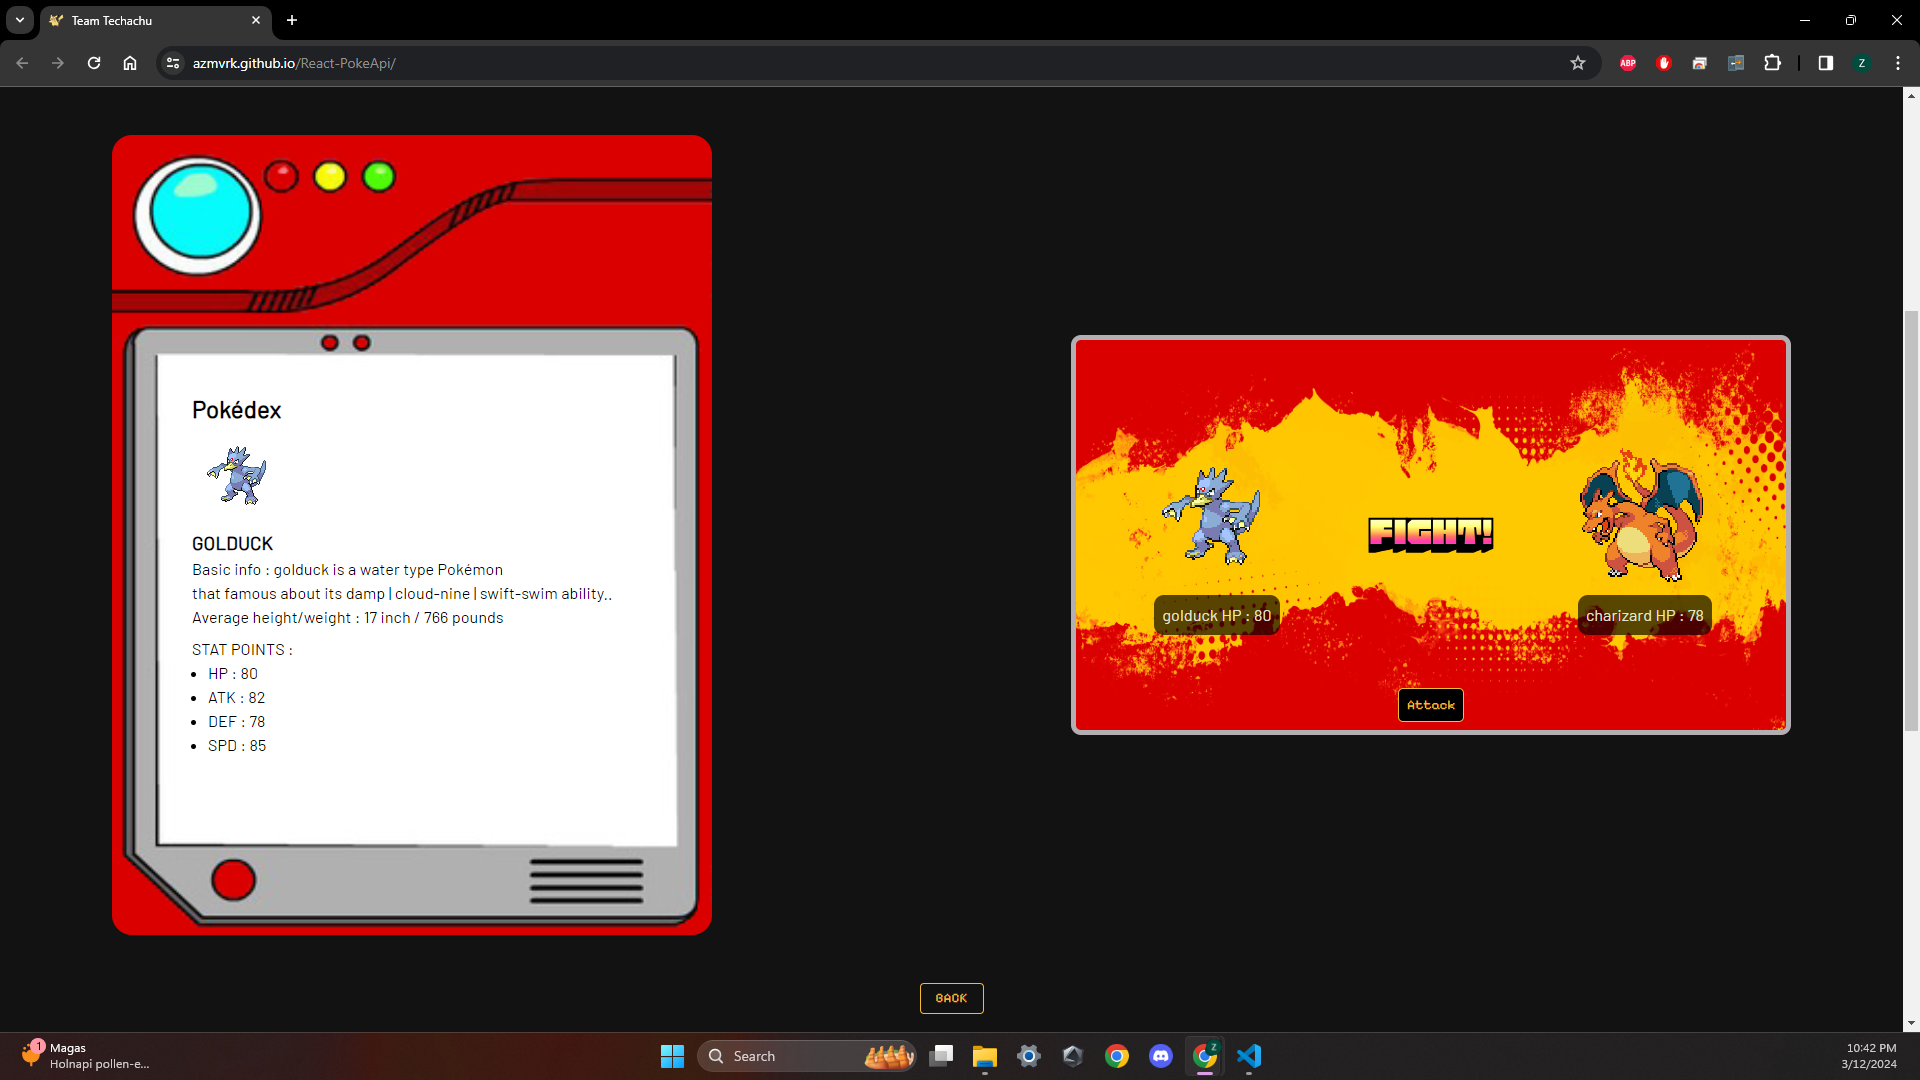 Team Techachu
azmvrk.github.io/React-PokeApi/
ABP
Z
Pokédex
GOLDUCK
Basic info : golduck is a water type Pokémon
that famous about its damp | cloud-nine | swift-swim ability..
Average height/weight : 17 inch / 766 pounds
STAT POINTS :
HP : 80
ATK : 82
DEF : 78
SPD : 85
FIGHT!
golduck HP : 80
charizard HP : 78
Attack
BACK
1
Magas
Holnapi pollen-e...
Search
Z
10:42 PM
3/12/2024